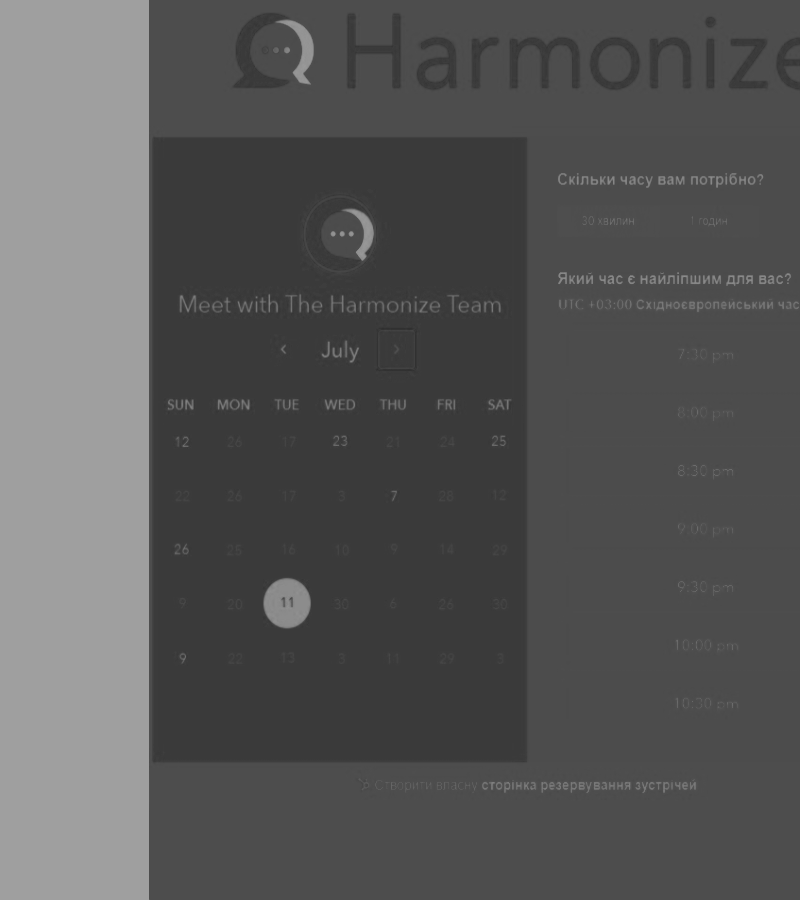 Harmonize
Meet with The Harmonize Team
July
SUN MON TUE WED THU FRI SAT
12 26 17 23 21 24 25
22 26 17 3 7 28 12
26 25 16 10 9 14 29
9 20 11 30 6 26 30
9 22 13 2 11 29 3
Скільки часу вам потрібно?
30 хвилин 1 годин
Який час є найліпшим для вас?
UTC +03:00 Східноєвропейський час
7:30 pm
8:00 pm
8:30 pm
9:00 pm
9:30 pm
10:00 pm
10:30 pm
Створити власну сторінка резервування зустрічей